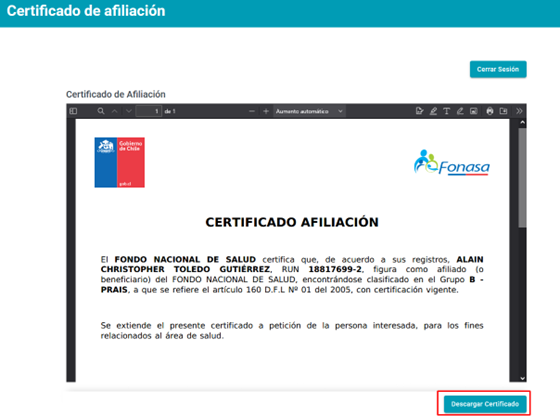 Certificado de afiliación
Cerrar Sesión
Certificado de Afiliación
1 de 1
Aumento automático
Gobierno
de Chile
gob.cl
Fonasa
CERTIFICADO AFILIACIÓN
El FONDO NACIONAL DE SALUD certifica que, de acuerdo a sus registros, ALAIN
CHRISTOPHER TOLEDO GUTIÉRREZ, RUN 18817699-2, figura como afiliado (o
beneficiario) del FONDO NACIONAL DE SALUD, encontrándose clasificado en el Grupo B -
PRAIS, a que se refiere el artículo 160 D.F.L Nº 01 del 2005, con certificación vigente.
Se extiende el presente certificado a petición de la persona interesada, para los fines
relacionados al área de salud.
Descargar Certificado